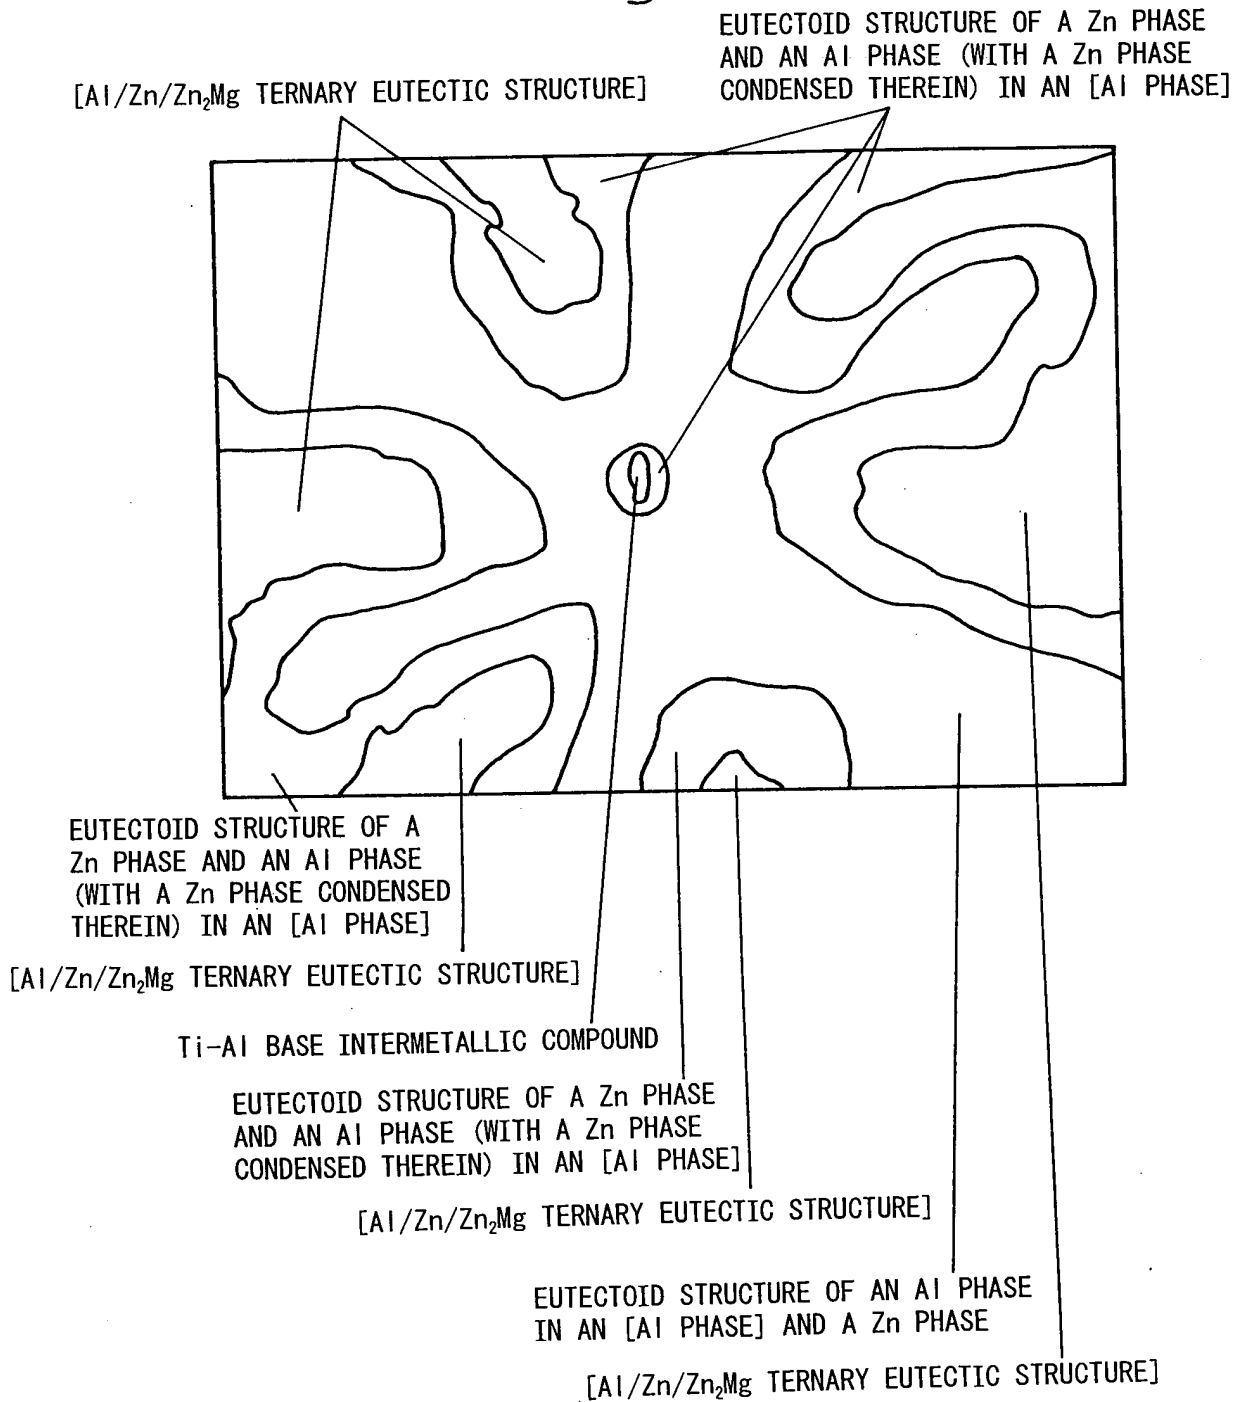 EUTECTOID STRUCTURE OF A Zn PHASE
AND AN Al PHASE (WITH A Zn PHASE
CONDENSED THEREIN) IN AN [Al PHASE]
[Al/Zn/Zn₂Mg TERNARY EUTECTIC STRUCTURE]
EUTECTOID STRUCTURE OF A
Zn PHASE AND AN Al PHASE
(WITH A Zn PHASE CONDENSED
THEREIN) IN AN [Al PHASE]
[Al/Zn/Zn₂Mg TERNARY EUTECTIC STRUCTURE]
Ti-Al BASE INTERMETALLIC COMPOUND
EUTECTOID STRUCTURE OF A Zn PHASE
AND AN Al PHASE (WITH A Zn PHASE
CONDENSED THEREIN) IN AN [Al PHASE]
[Al/Zn/Zn₂Mg TERNARY EUTECTIC STRUCTURE]
EUTECTOID STRUCTURE OF AN Al PHASE
IN AN [Al PHASE] AND A Zn PHASE
[Al/Zn/Zn₂Mg TERNARY EUTECTIC STRUCTURE]